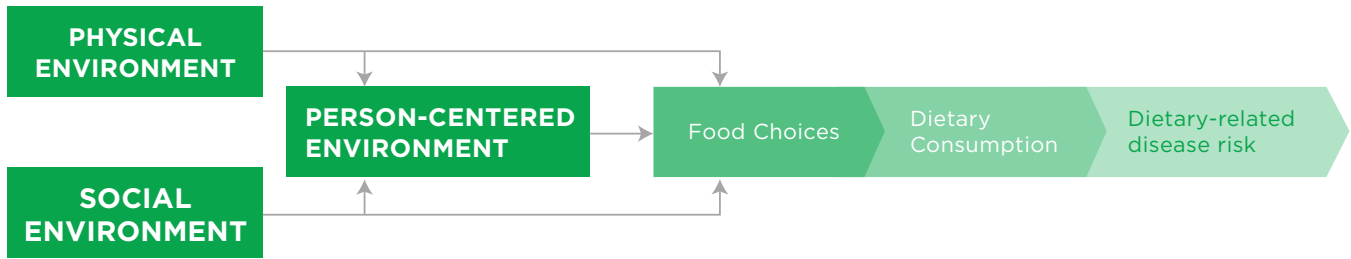 PHYSICAL
ENVIRONMENT
PERSON-CENTERED
ENVIRONMENT
SOCIAL
ENVIRONMENT
Food Choices
Dietary
Consumption
Dietary-related
disease risk